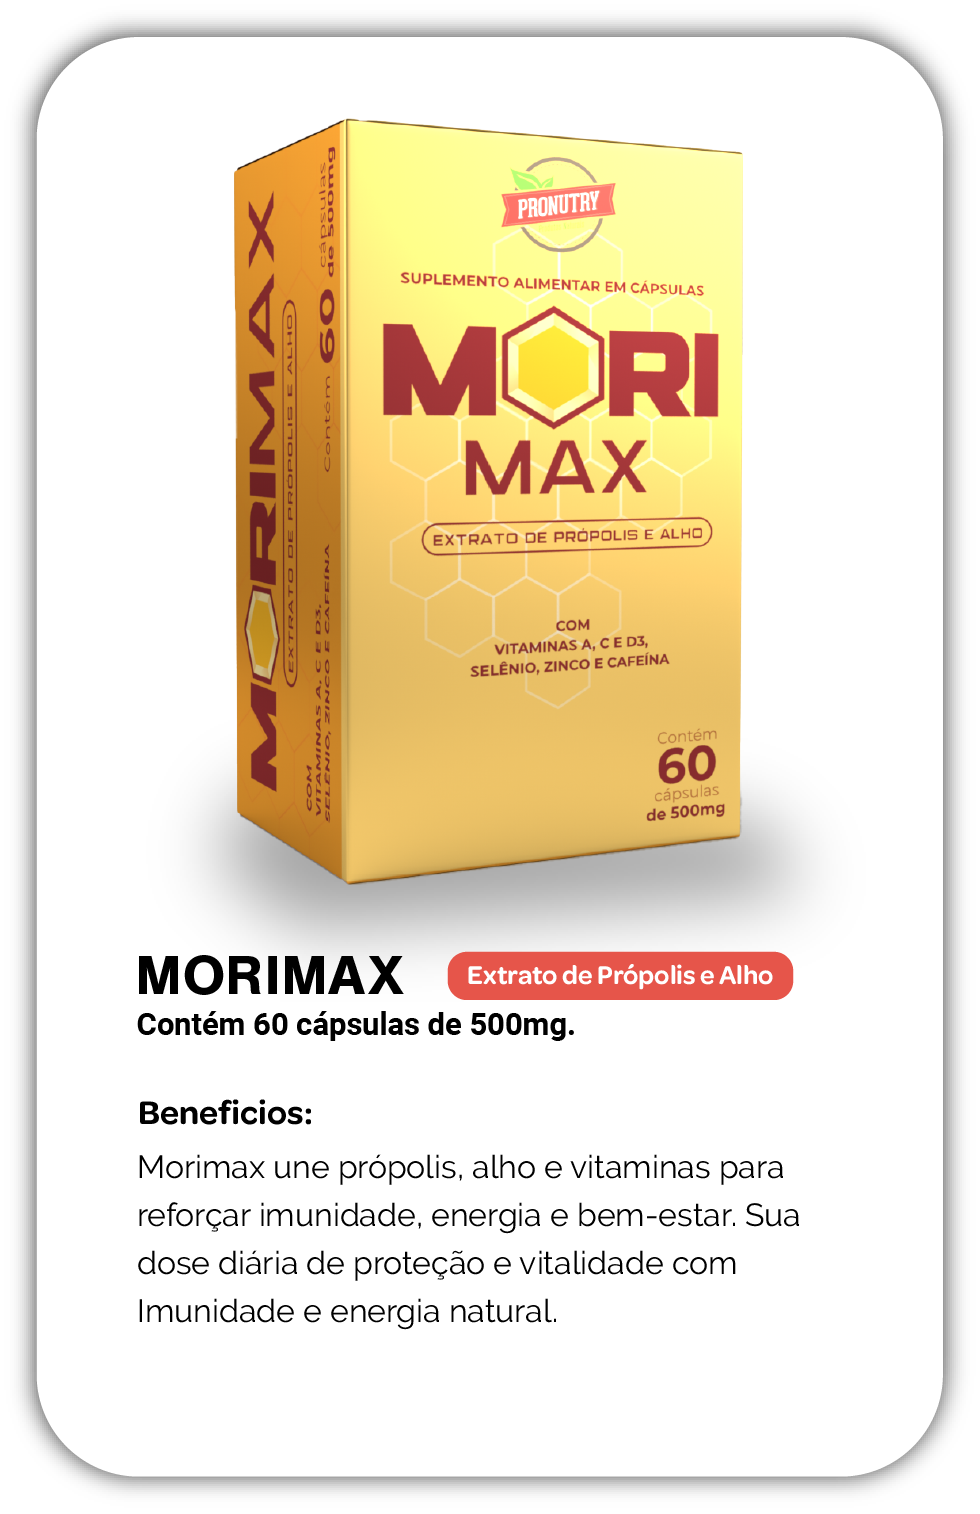 PRONUTRY
SUPLEMENTO ALIMENTAR EM CÁPSULAS
MORI
MAX
EXTRATO DE PRÓPOLIS E ALHO
COM
VITAMINAS A, C E D3,
SELÊNIO, ZINCO E CAFEÍNA
Contém
60
cápsulas
de 500mg
MORIMAX
EXTRATO DE PRÓPOLIS E ALHO
COM
VITAMINAS A, C E D3,
SELÊNIO, ZINCO E CAFEÍNA
Contém 60 cápsulas
de 500mg
MORIMAX
Extrato de Própolis e Alho
Contém 60 cápsulas de 500mg.
Beneficios:
Morimax une própolis, alho e vitaminas para
reforçar imunidade, energia e bem-estar. Sua
dose diária de proteção e vitalidade com
Imunidade e energia natural.